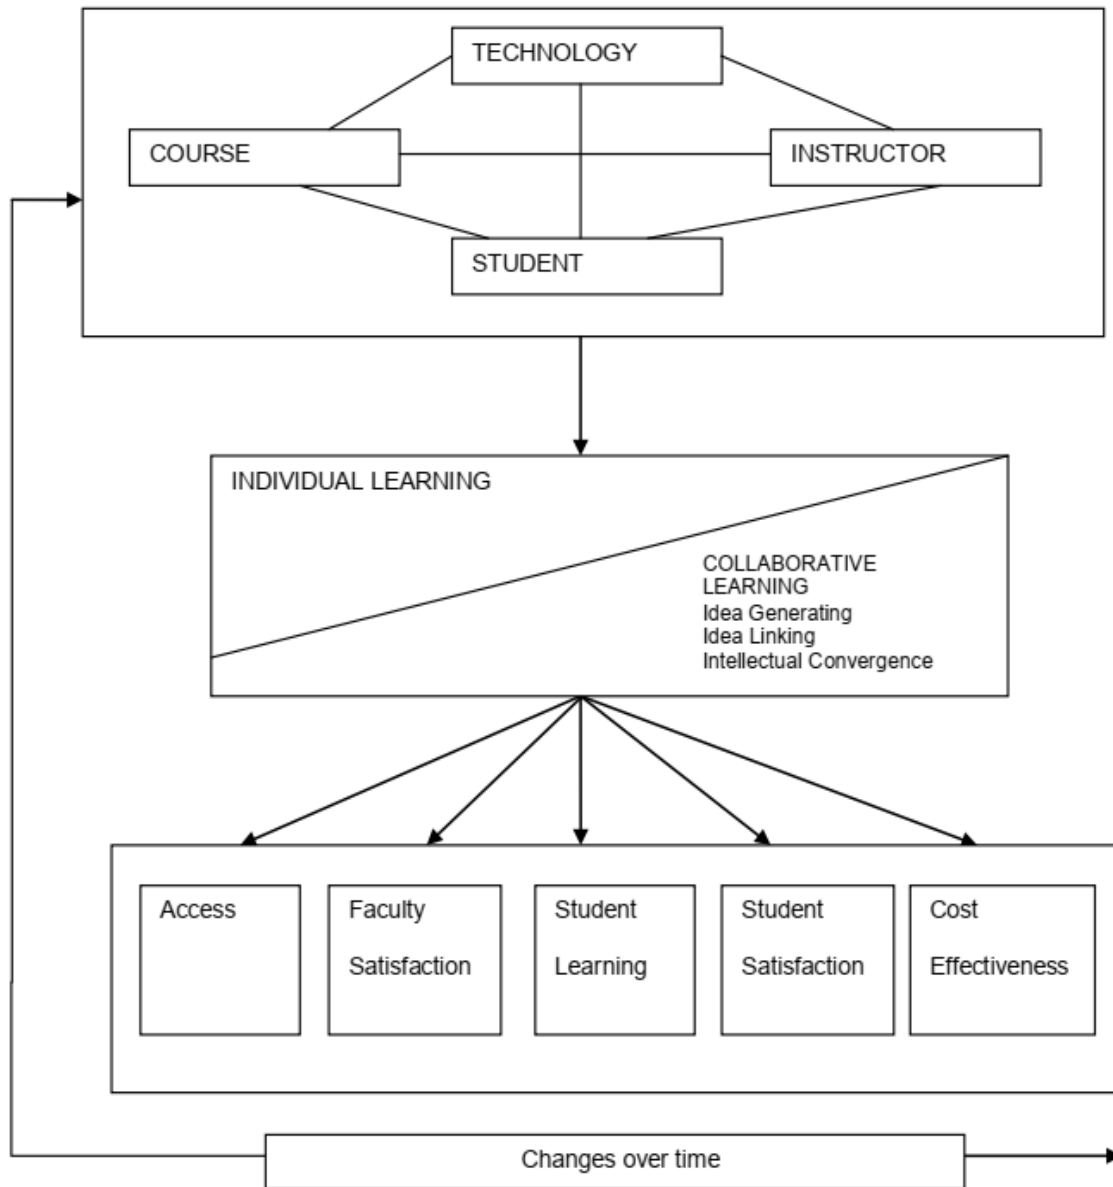 TECHNOLOGY
COURSE
INSTRUCTOR
STUDENT
INDIVIDUAL LEARNING
COLLABORATIVE
LEARNING
Idea Generating
Idea Linking
Intellectual Convergence
Access
Faculty
Satisfaction
Student
Learning
Student
Satisfaction
Cost
Effectiveness
Changes over time